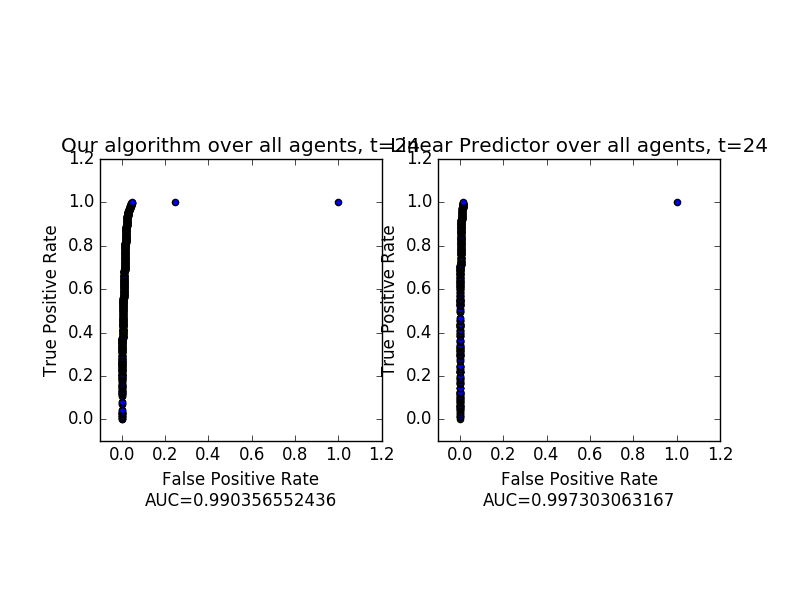 Our algorithm over all agents, t=24
1.2
1.0
0.8
0.6
0.4
0.2
0.0
True Positive Rate
0.0 0.2 0.4 0.6 0.8 1.0 1.2
False Positive Rate
AUC=0.990356552436
Linear Predictor over all agents, t=24
1.2
1.0
0.8
0.6
0.4
0.2
0.0
True Positive Rate
0.0 0.2 0.4 0.6 0.8 1.0 1.2
False Positive Rate
AUC=0.997303063167